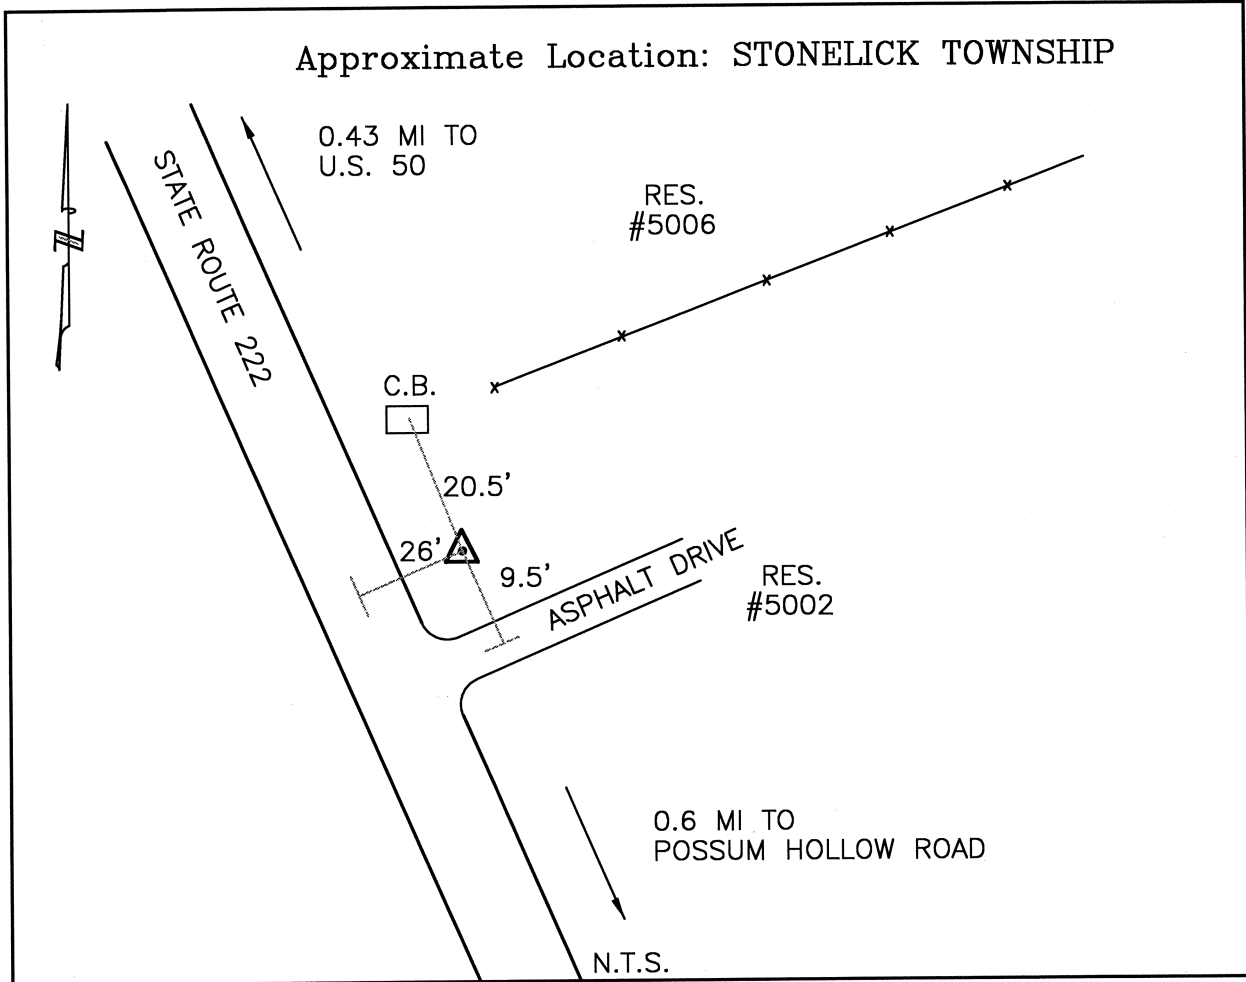 Approximate Location: STONELICK TOWNSHIP
0.43 MI TO
U.S. 50
STATE ROUTE 222
N
RES.
#5006
C.B.
20.5'
26'
9.5'
ASPHALT DRIVE
RES.
#5002
0.6 MI TO
POSSUM HOLLOW ROAD
N.T.S.